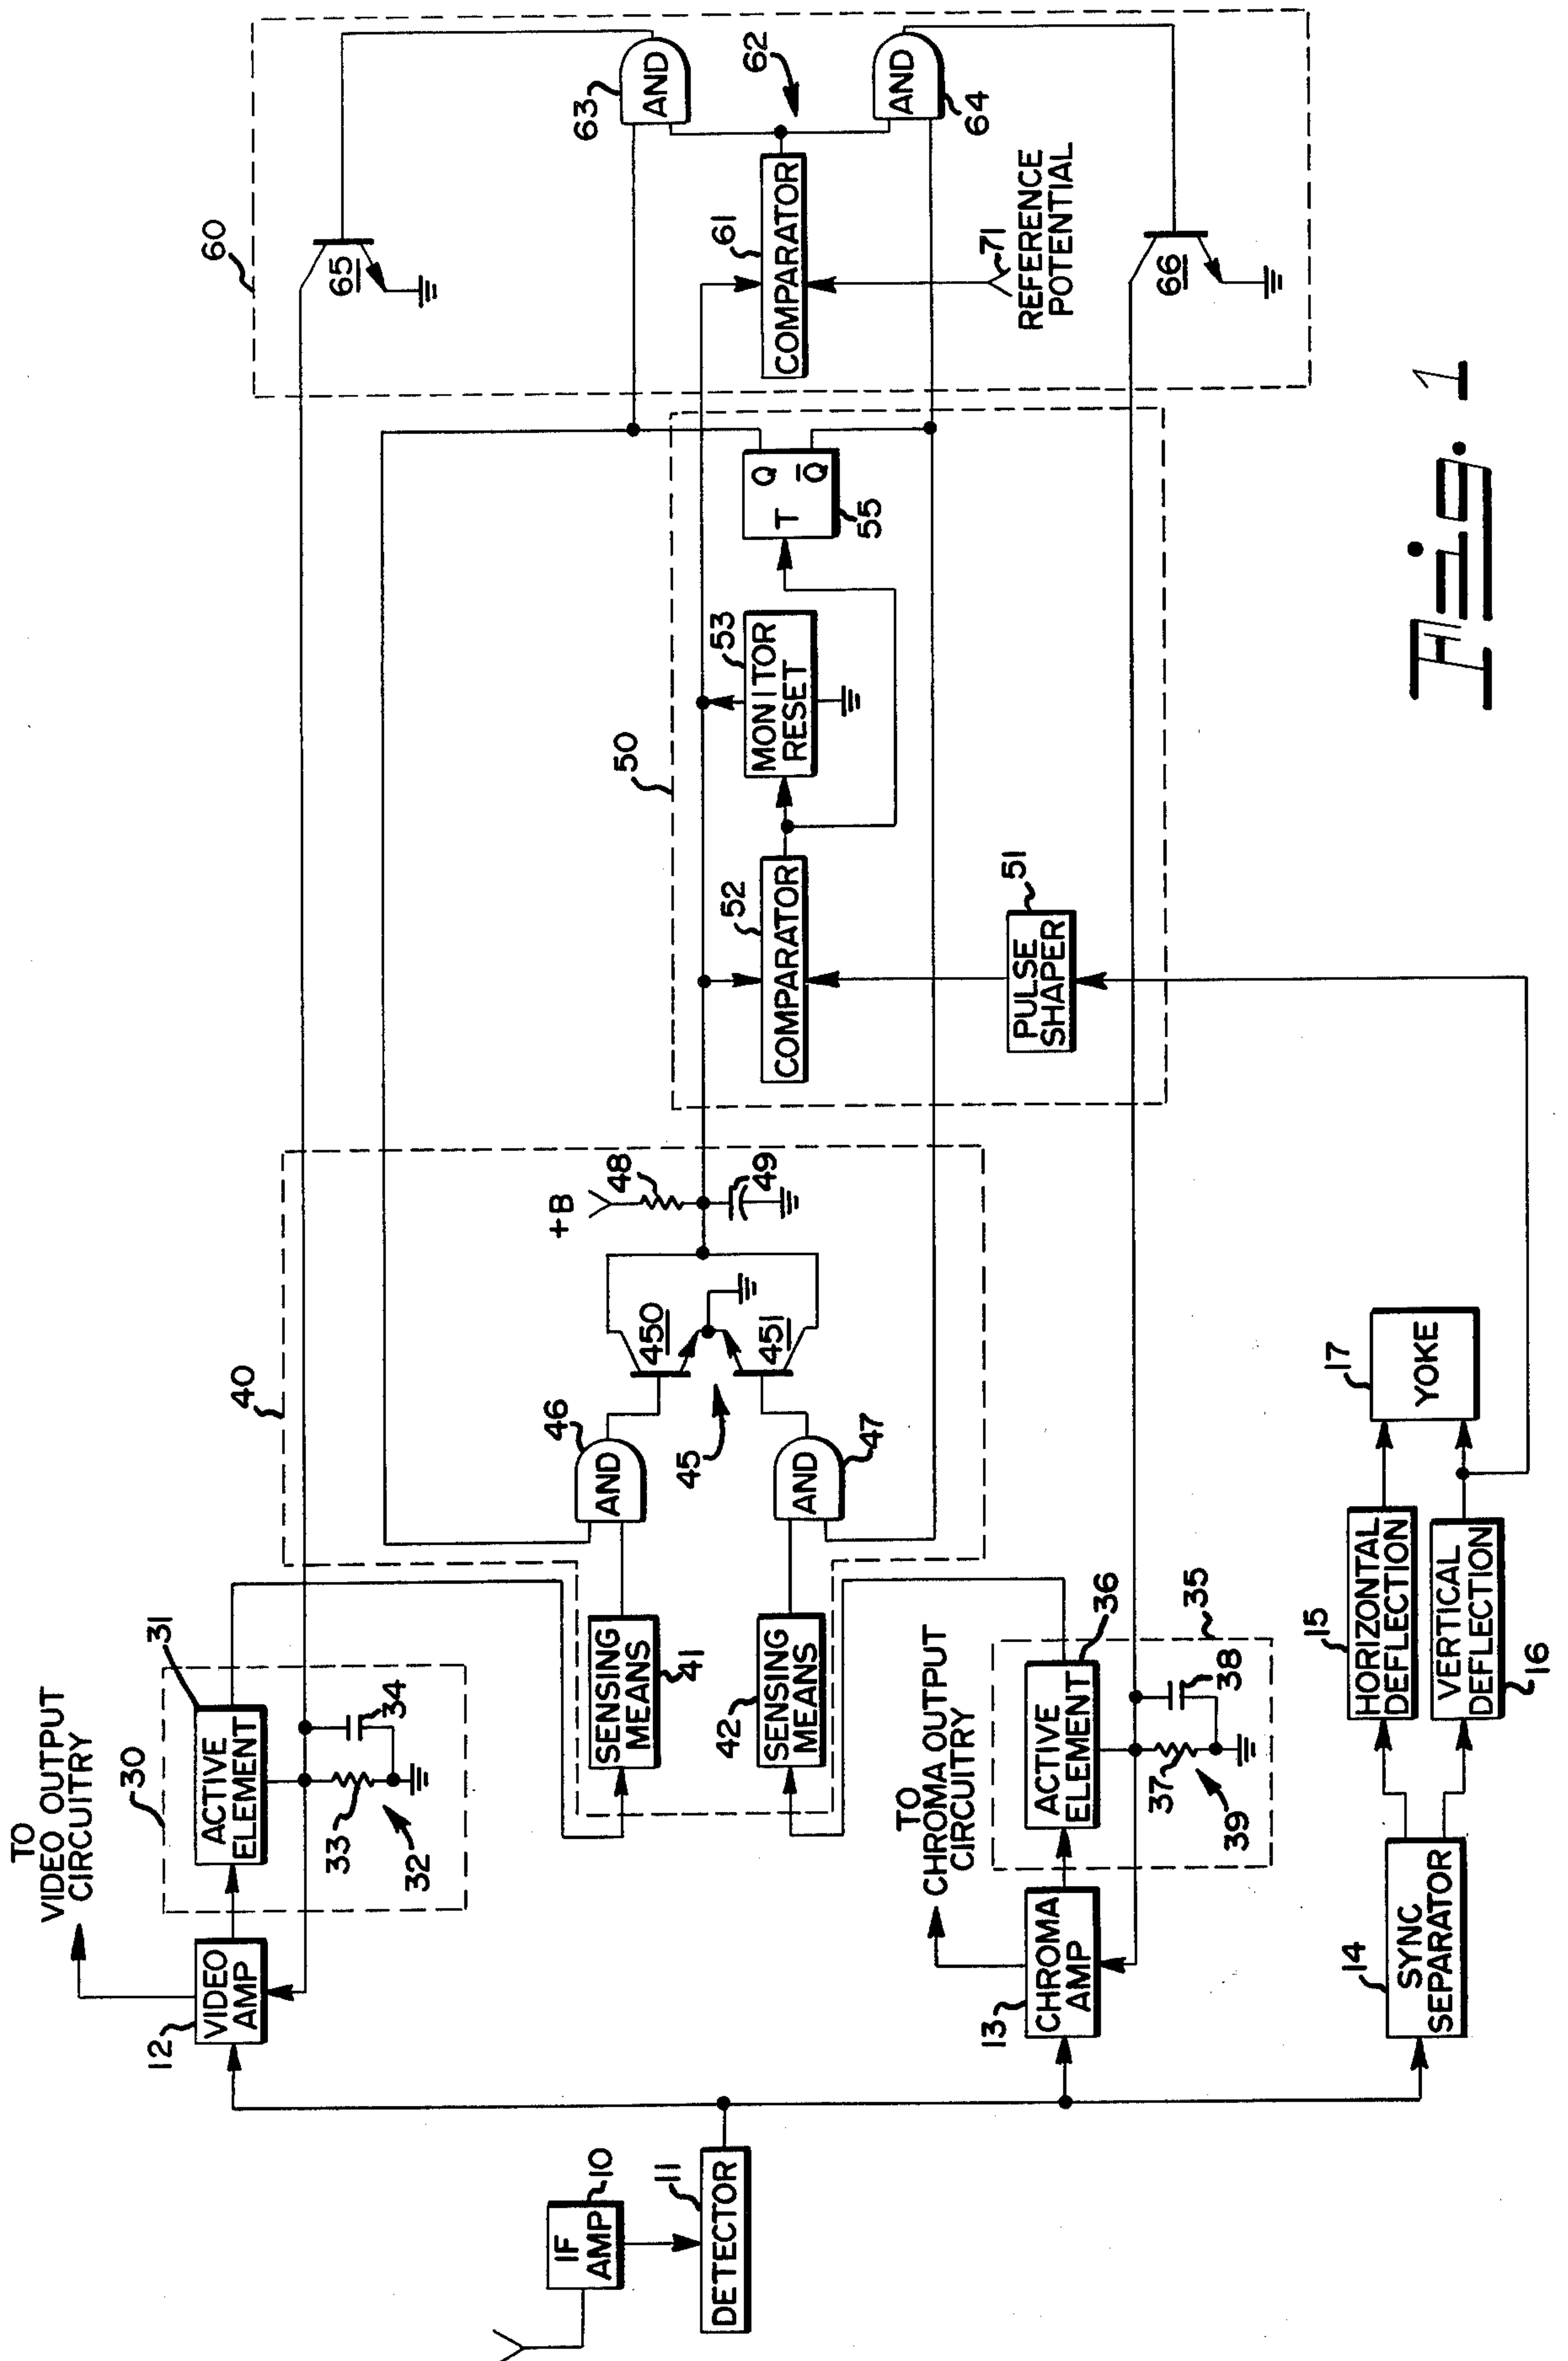 IF
AMP
10
DETECTOR
11
TO
VIDEO OUTPUT
CIRCUITRY
VIDEO
AMP
12
30
ACTIVE
ELEMENT
31
33
34
32
TO
CHROMA OUTPUT
CIRCUITRY
CHROMA
AMP
13
ACTIVE
ELEMENT
36
35
37
38
39
SYNC
SEPARATOR
14
HORIZONTAL
DEFLECTION
15
VERTICAL
DEFLECTION
16
YOKE
17
40
SENSING
MEANS
41
SENSING
MEANS
42
AND
46
AND
47
45
450
451
+B
48
49
50
COMPARATOR
52
PULSE
SHAPER
51
MONITOR
RESET
53
T
Q
Q̅
55
60
65
COMPARATOR
61
71
REFERENCE
POTENTIAL
66
AND
63
62
AND
64
Fig. 1